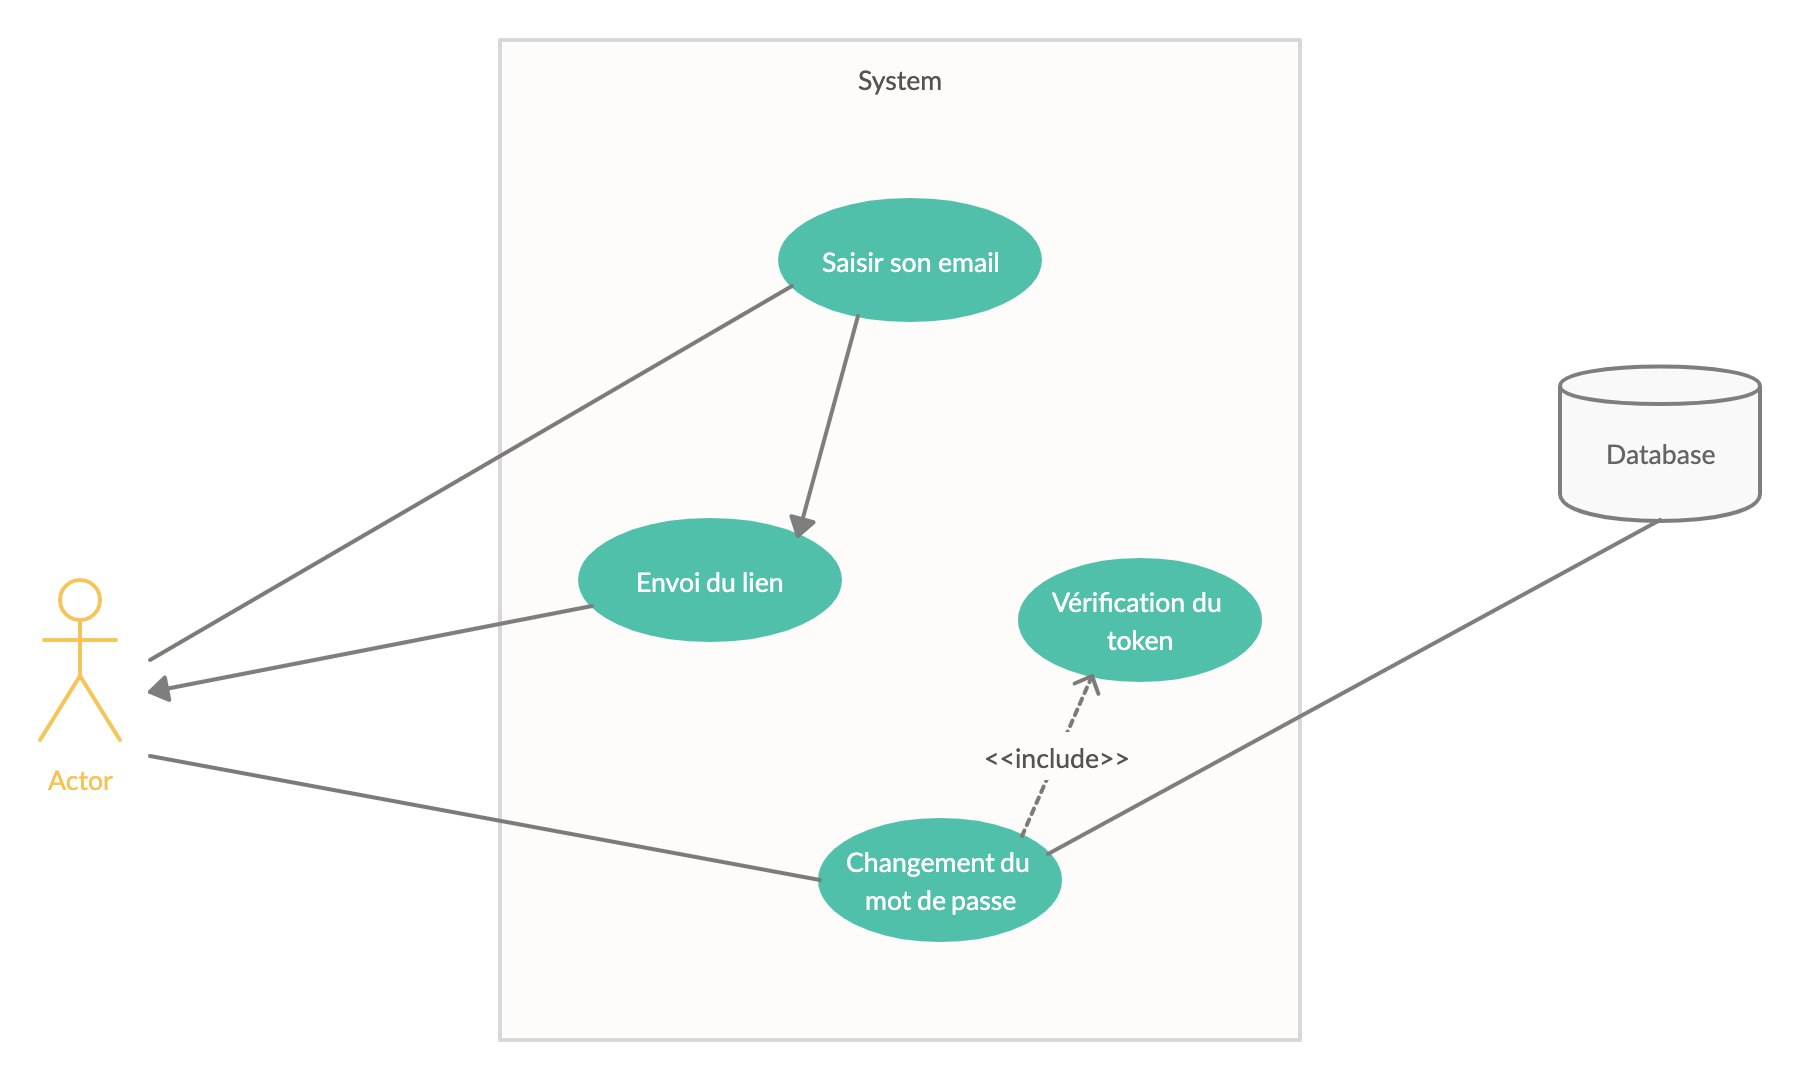 System
Saisir son email
Database
Envoi du lien
Vérification du
token
<<include>>
Actor
Changement du
mot de passe